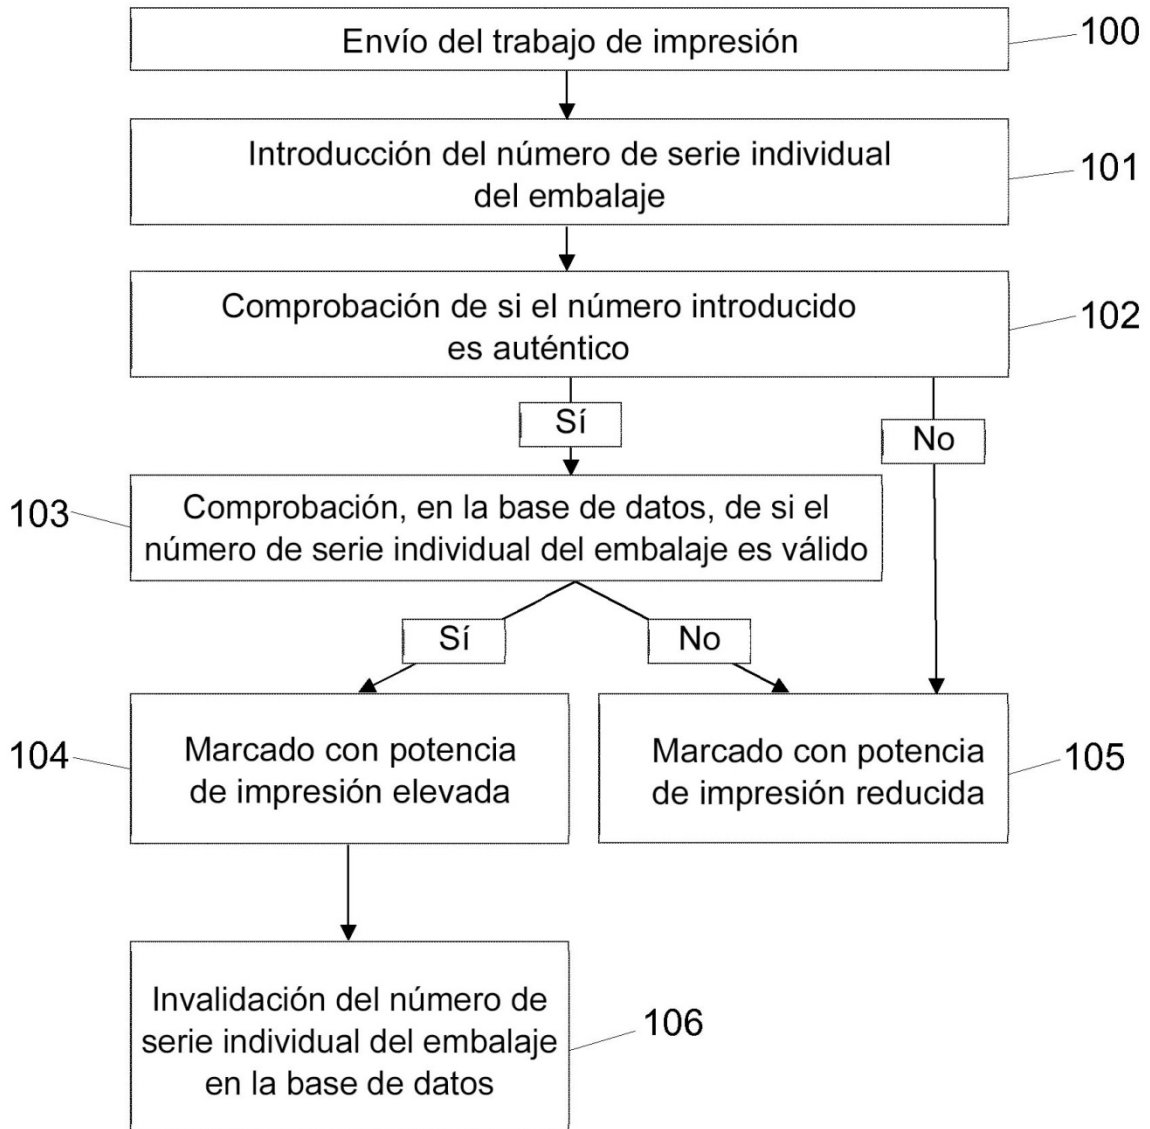 Envío del trabajo de impresión
100
Introducción del número de serie individual
del embalaje
101
Comprobación de si el número introducido
es auténtico
102
Sí
No
103
Comprobación, en la base de datos, de si el
número de serie individual del embalaje es válido
Sí
No
104
Marcado con potencia
de impresión elevada
Marcado con potencia
de impresión reducida
105
Invalidación del número de
serie individual del embalaje
en la base de datos
106